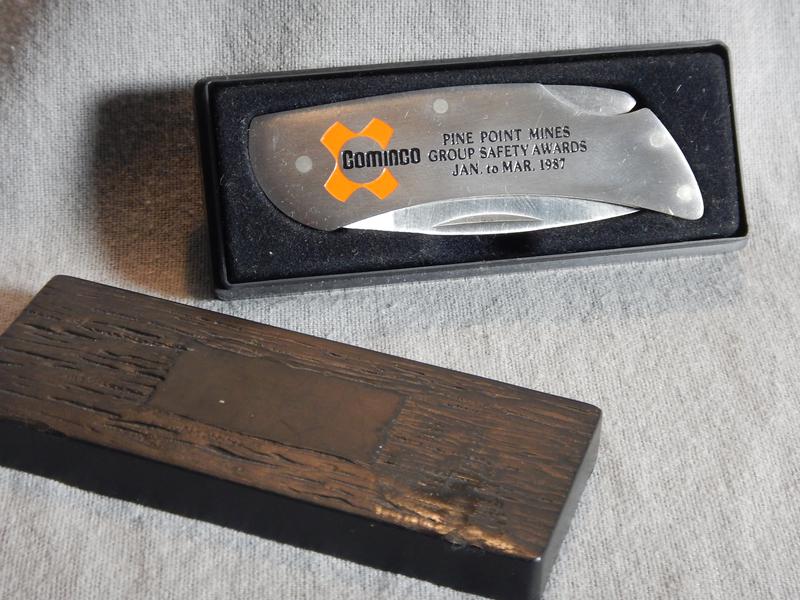 Cominco
PINE POINT MINES
GROUP SAFETY AWARDS
JAN. to MAR. 1987